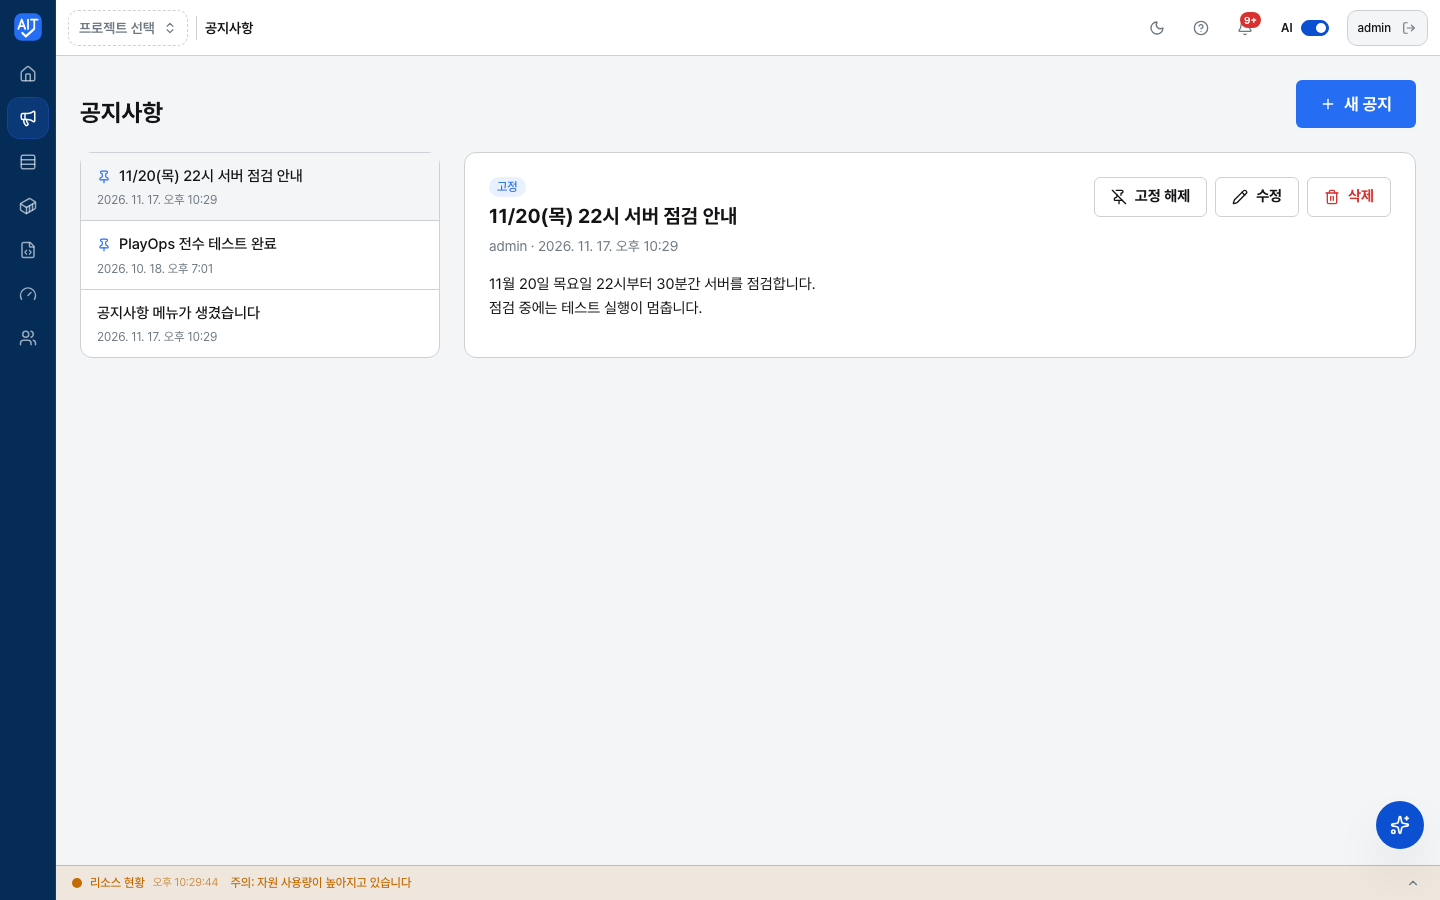 AIT
프로젝트 선택
공지사항
9+
AI
admin
공지사항
새 공지
11/20(목) 22시 서버 점검 안내
2026. 11. 17. 오후 10:29
PlayOps 전수 테스트 완료
2026. 10. 18. 오후 7:01
공지사항 메뉴가 생겼습니다
2026. 11. 17. 오후 10:29
고정
11/20(목) 22시 서버 점검 안내
admin · 2026. 11. 17. 오후 10:29
고정 해제
수정
삭제
11월 20일 목요일 22시부터 30분간 서버를 점검합니다.
점검 중에는 테스트 실행이 멈춥니다.
리소스 현황 오후 10:29:44 주의: 자원 사용량이 높아지고 있습니다